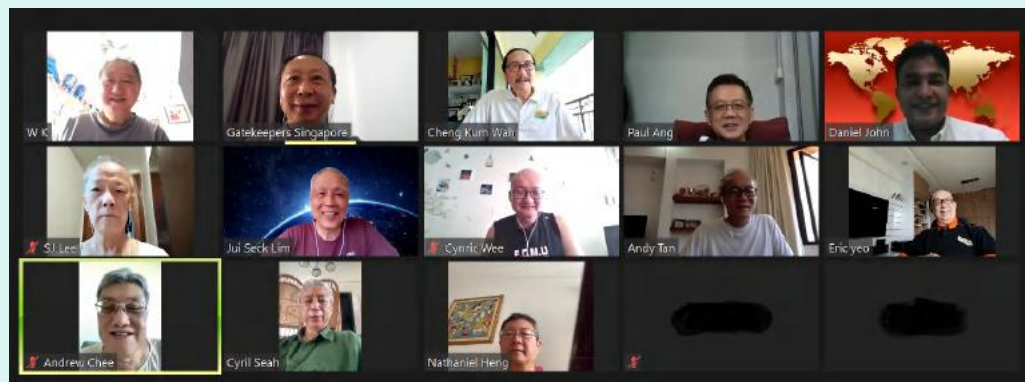 W K
Gatekeepers Singapore
Cheng Kum Wah
Paul Ang
Daniel John
SJ Lee
Jui Seck Lim
Cynric Wee
E.D.M.U
Andy Tan
Eric yeo
Andrew Chee
Cyril Seah
Nathaniel Heng